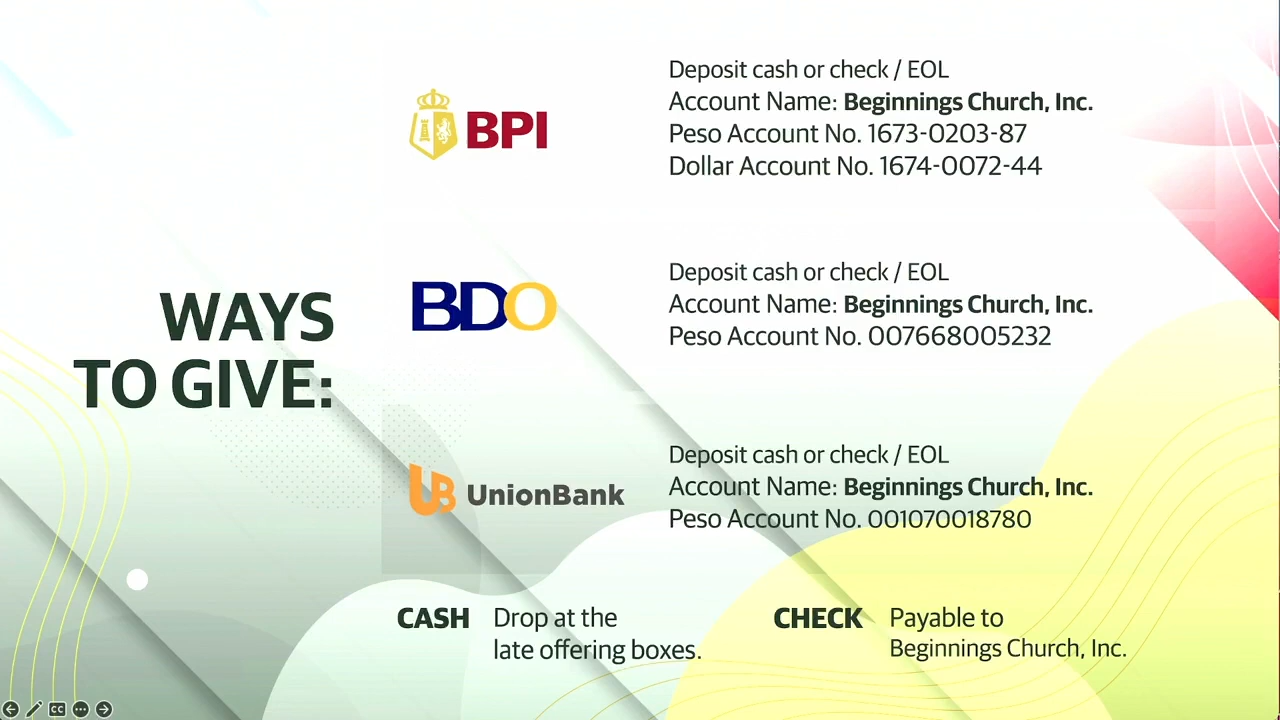 WAYS
TO GIVE:
BPI
Deposit cash or check / EOL
Account Name: Beginnings Church, Inc.
Peso Account No. 1673-0203-87
Dollar Account No. 1674-0072-44
BDO
Deposit cash or check / EOL
Account Name: Beginnings Church, Inc.
Peso Account No. 007668005232
UB UnionBank
Deposit cash or check / EOL
Account Name: Beginnings Church, Inc.
Peso Account No. 001070018780
CASH Drop at the
late offering boxes.
CHECK Payable to
Beginnings Church, Inc.
CC